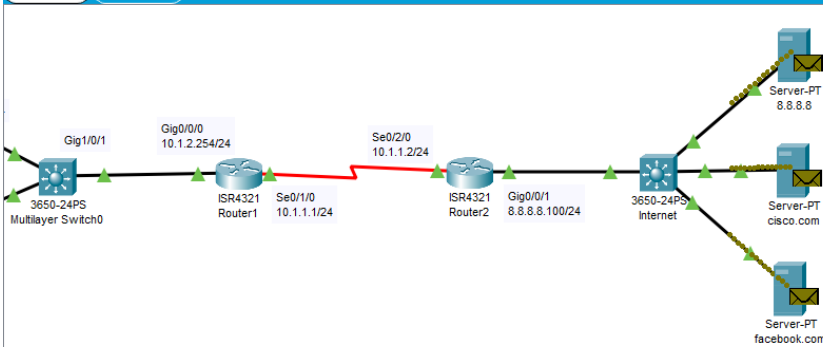 Gig1/0/1
3650-24PS
Multilayer Switch0
Gig0/0/0
10.1.2.254/24
ISR4321
Router1
Se0/1/0
10.1.1.1/24
Se0/2/0
10.1.1.2/24
ISR4321
Router2
Gig0/0/1
8.8.8.8.100/24
3650-24PS
Internet
Server-PT
8.8.8.8
Server-PT
cisco.com
Server-PT
facebook.com